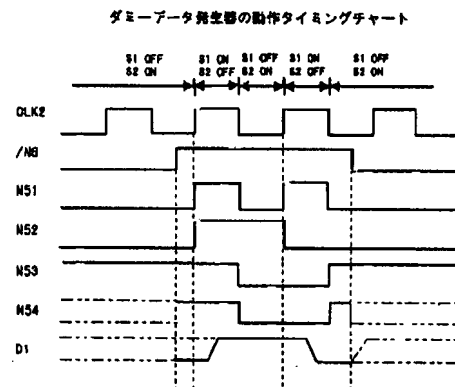 ダミーデータ発生器の動作タイミングチャート
S1 OFF S1 ON S1 OFF S1 ON S1 OFF
S2 ON S2 OFF S2 ON S2 OFF S2 ON
CLK2
/N6
N51
N52
N53
N54
D1